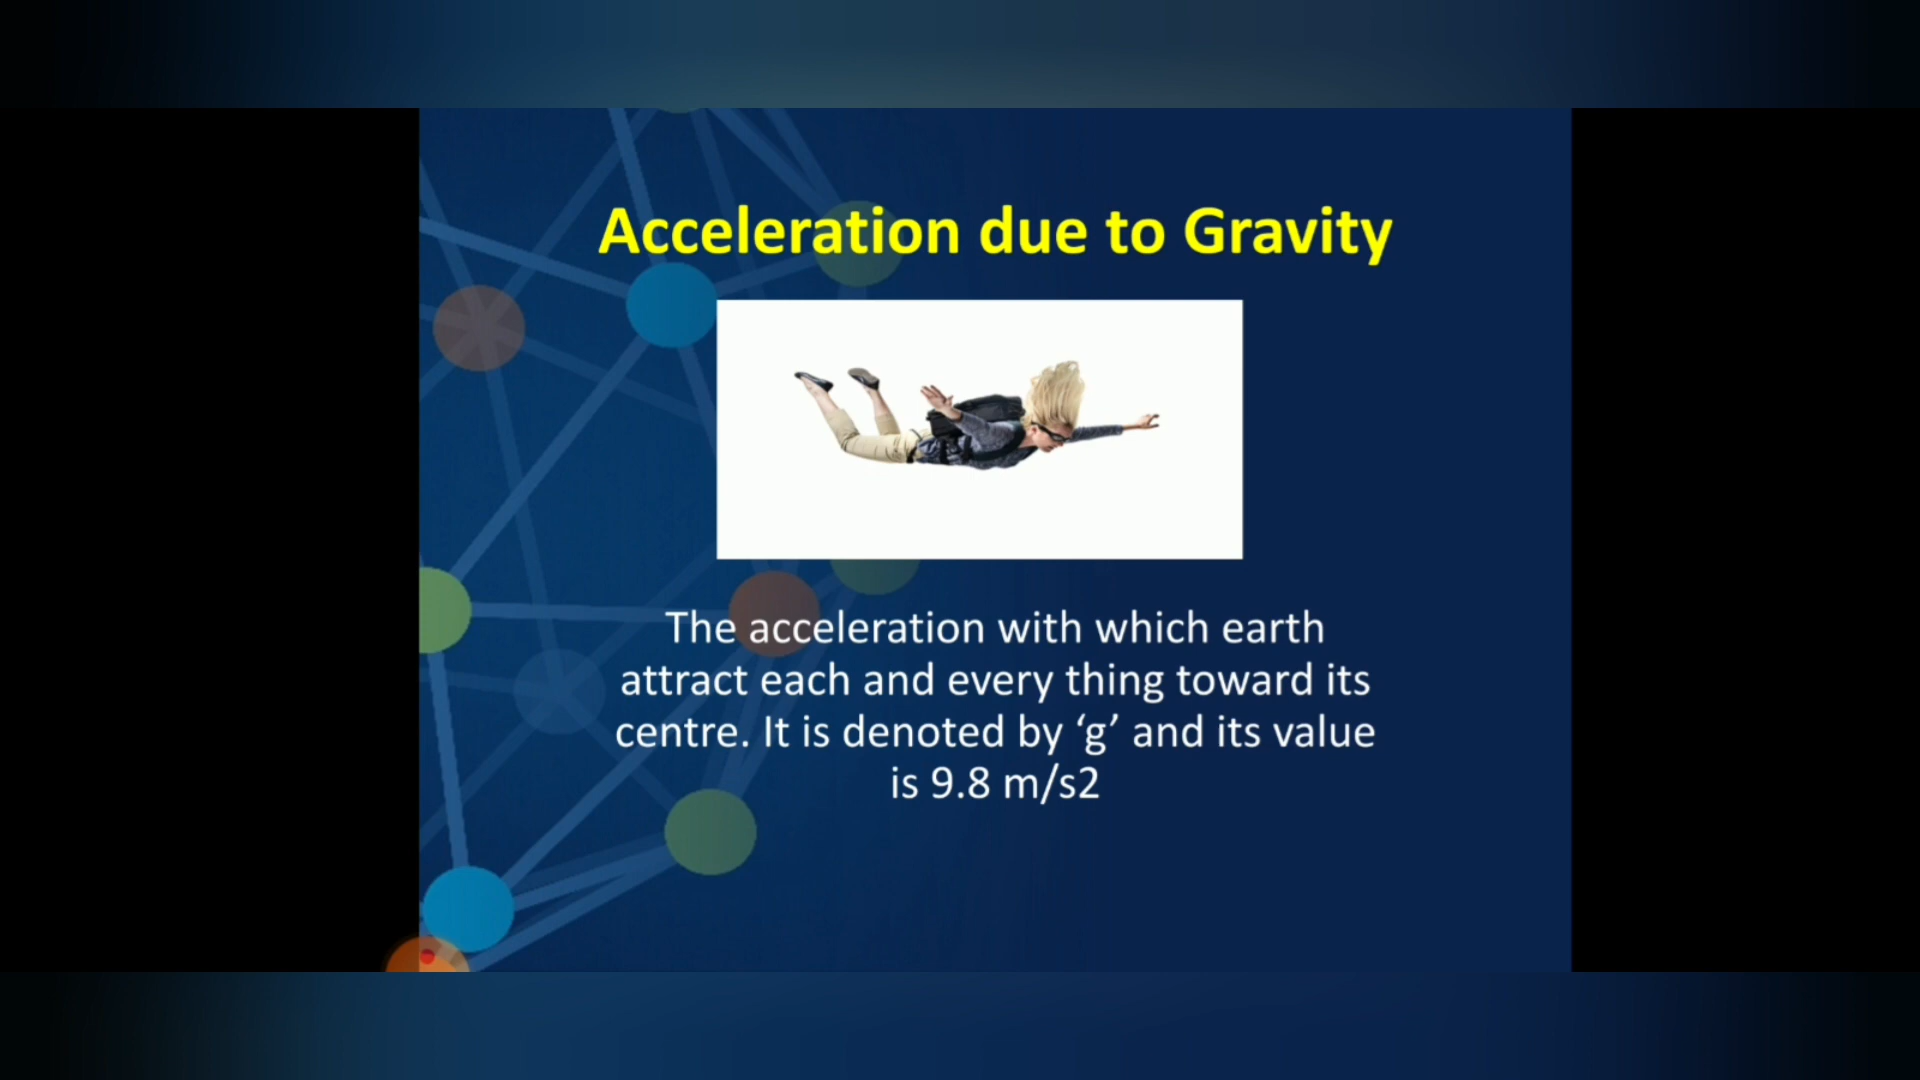 Acceleration due to Gravity
The acceleration with which earth
attract each and every thing toward its
centre. It is denoted by ‘g’ and its value
is 9.8 m/s2